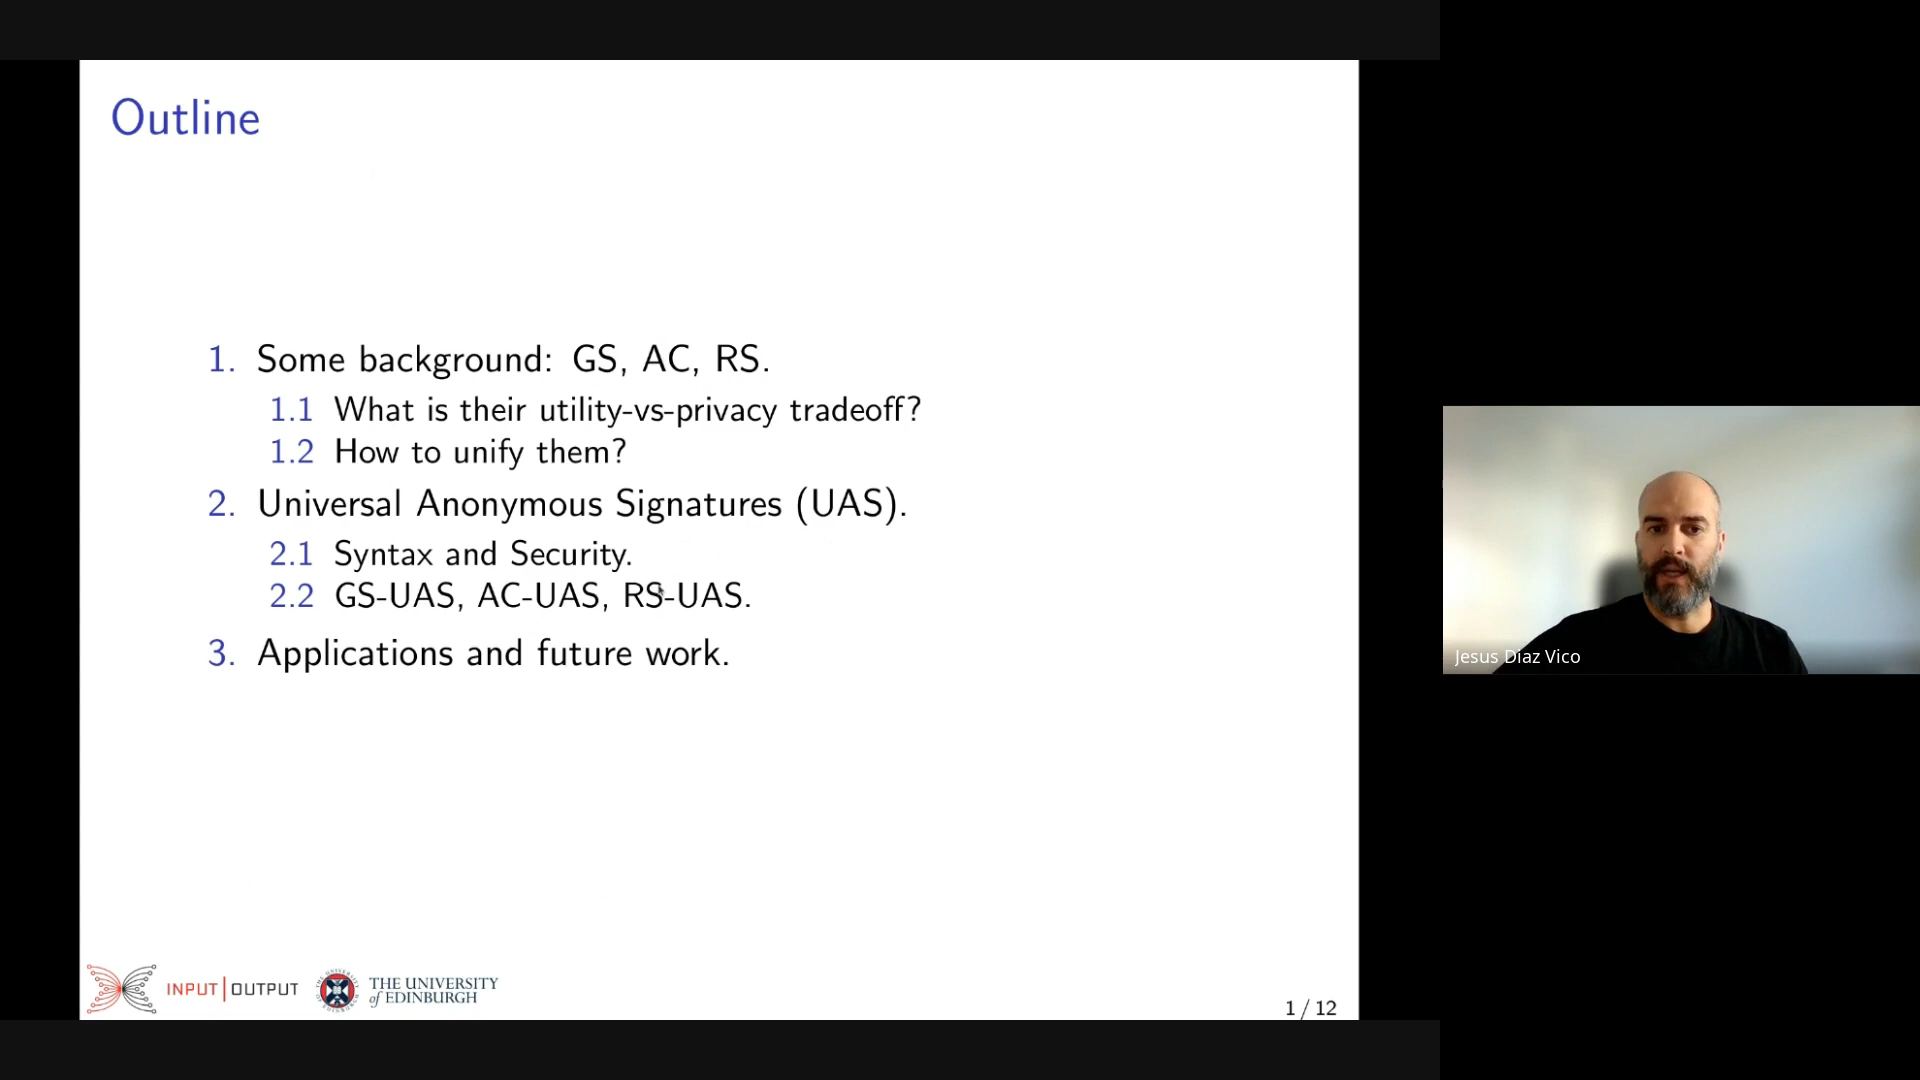 Outline
1. Some background: GS, AC, RS.
1.1 What is their utility-vs-privacy tradeoff?
1.2 How to unify them?
2. Universal Anonymous Signatures (UAS).
2.1 Syntax and Security.
2.2 GS-UAS, AC-UAS, RS-UAS.
3. Applications and future work.
INPUT|OUTPUT
THE UNIVERSITY
of EDINBURGH
1 / 12
Jesus Diaz Vico